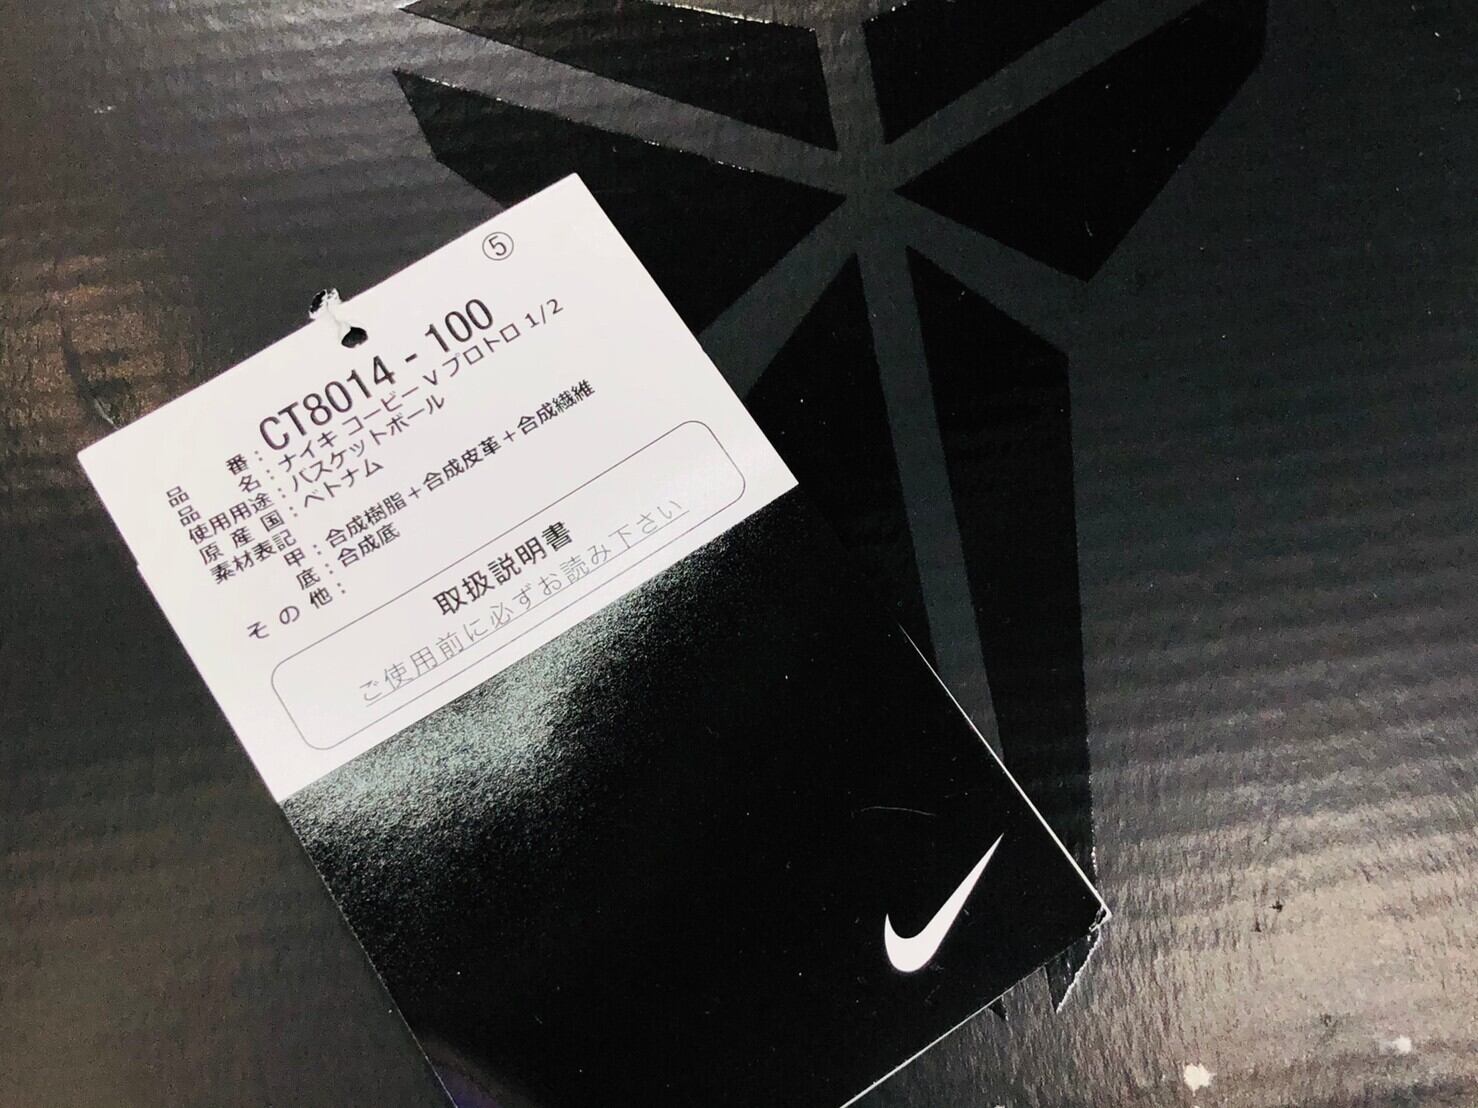 ⑤
品 番：CT8014 - 100
品 名：ナイキ コービー V プロトロ 1/2
使用用途：バスケットボール
原 産 国：ベトナム
素材表記
甲：合成樹脂＋合成皮革＋合成繊維
底：合成底
そ の 他：
取扱説明書
ご使用前に必ずお読み下さい